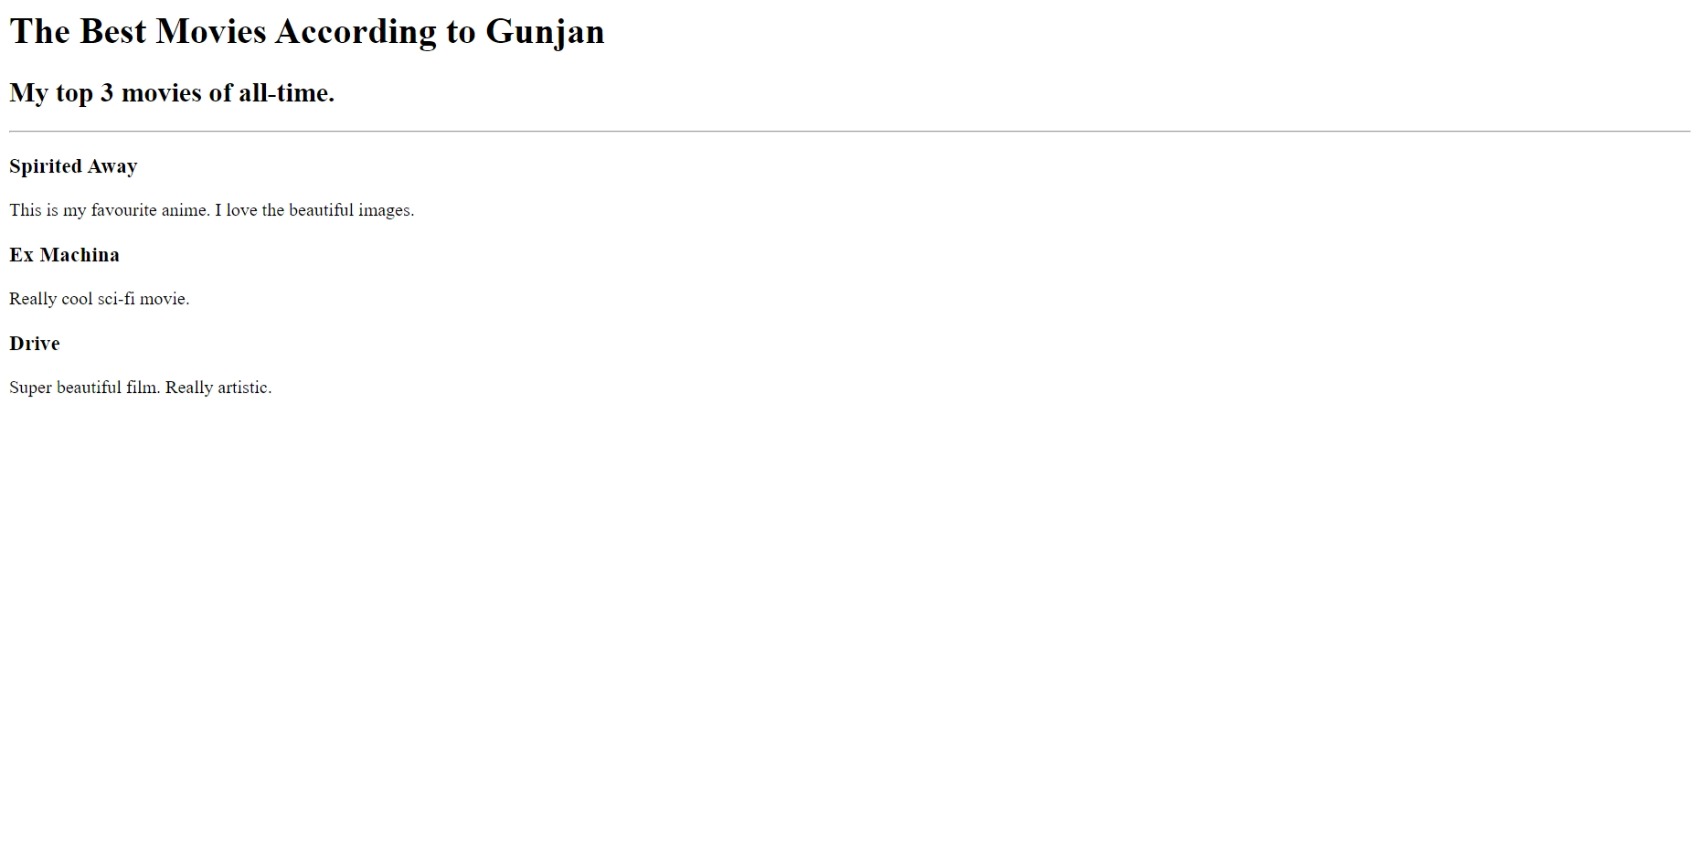 The Best Movies According to Gunjan
My top 3 movies of all-time.
Spirited Away
This is my favourite anime. I love the beautiful images.
Ex Machina
Really cool sci-fi movie.
Drive
Super beautiful film. Really artistic.